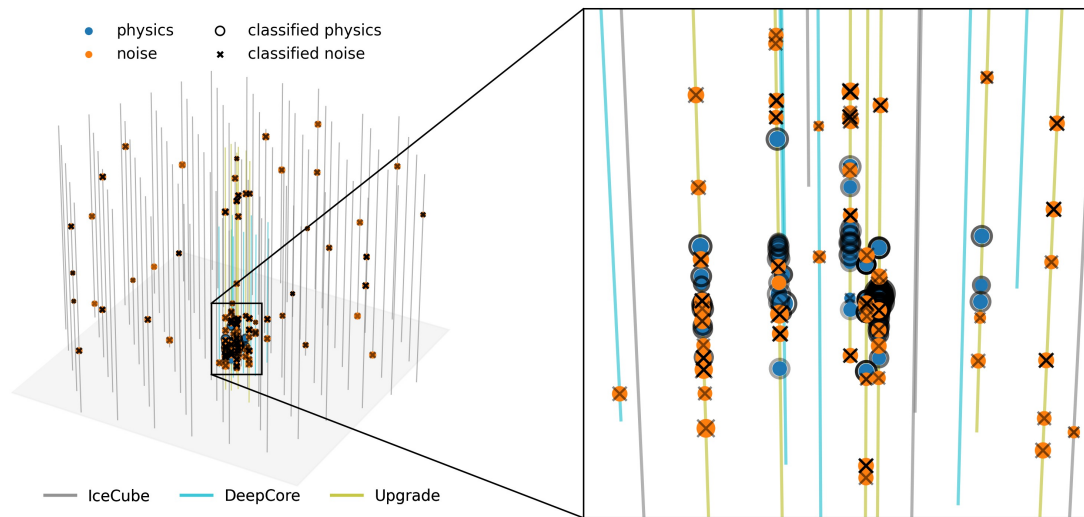 physics
noise
classified physics
classified noise
IceCube
DeepCore
Upgrade